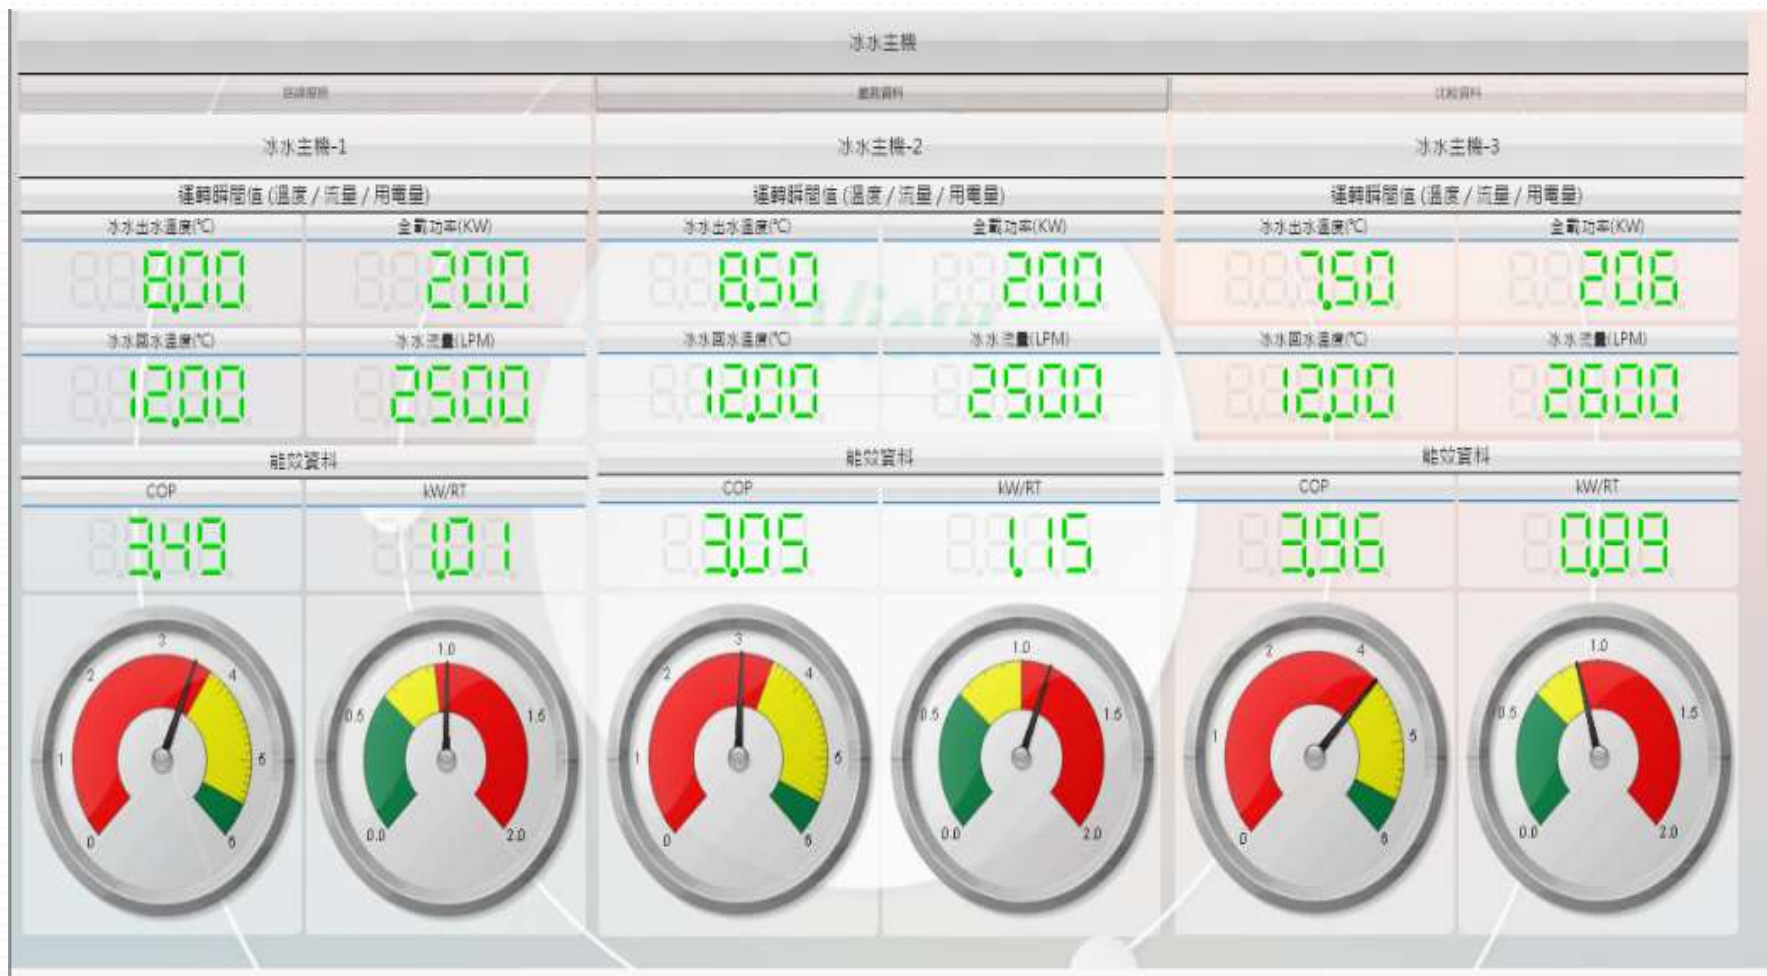 冰水主機
比較資料
冰水主機-1 冰水主機-2 冰水主機-3
運轉瞬間值 (溫度 / 流量 / 用電量) 運轉瞬間值 (溫度 / 流量 / 用電量) 運轉瞬間值 (溫度 / 流量 / 用電量)
冰水出水溫度(℃) 全載功率(KW) 冰水出水溫度(℃) 全載功率(KW) 冰水出水溫度(℃) 全載功率(KW)
8.00 200 8.50 200 7.50 206
冰水回水溫度(℃) 冰水流量(LPM) 冰水回水溫度(℃) 冰水流量(LPM) 冰水回水溫度(℃) 冰水流量(LPM)
12.00 2500 12.00 2500 12.00 2600
能效資料 能效資料 能效資料
COP kW/RT COP kW/RT COP kW/RT
3.49 1.01 3.05 1.15 3.96 0.89
0 1 2 3 4 5 6
0.0 0.5 1.0 1.5 2.0
0 1 2 3 4 5 6
0.0 0.5 1.0 1.5 2.0
0 1 2 4 5 6
0.0 0.5 1.0 1.5 2.0